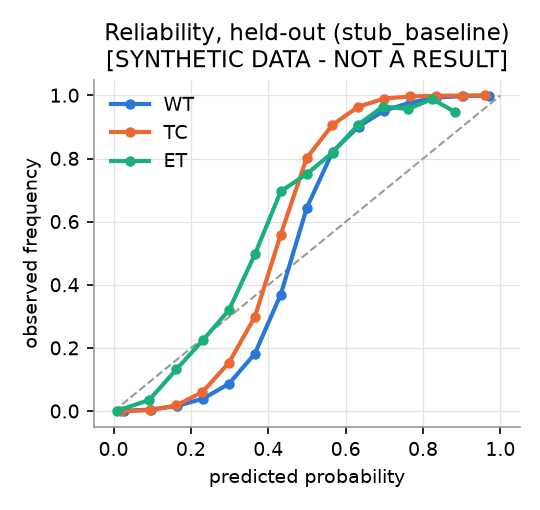 Reliability, held-out (stub_baseline)
[SYNTHETIC DATA - NOT A RESULT]
1.0
0.8
0.6
0.4
0.2
0.0
observed frequency
WT
TC
ET
0.0 0.2 0.4 0.6 0.8 1.0
predicted probability